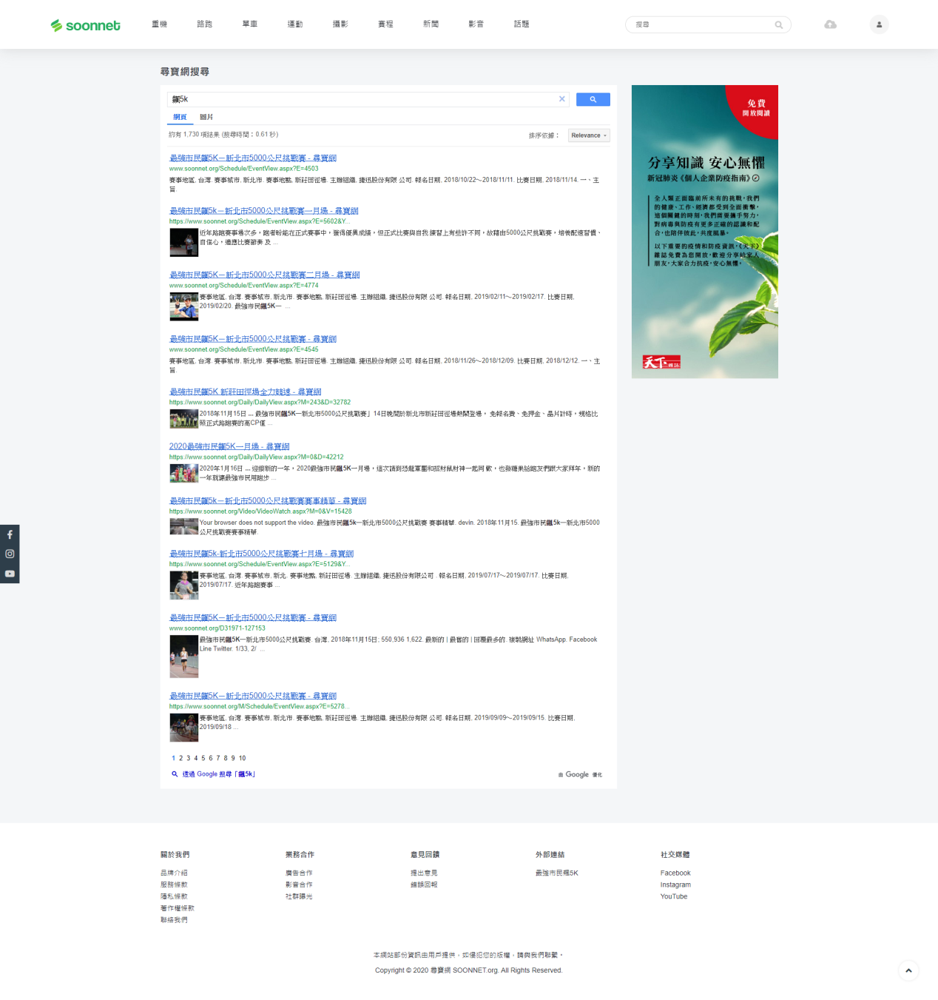 soonnet
重機 路跑 單車 運動 攝影 賽程 新聞 影音 話題
搜尋
尋寶網搜尋
飆5k
網頁 圖片
約有 1,730 項結果 (搜尋時間：0.61 秒)
排序依據：
Relevance
最強市民飆5K－新北市5000公尺挑戰賽 - 尋寶網
www.soonnet.org/Schedule/EventView.aspx?E=4503
賽事地區, 台灣. 賽事城市, 新北市. 賽事地點, 新莊田徑場. 主辦組織, 捷迅股份有限 公司. 報名日期, 2018/10/22～2018/11/11. 比賽日期, 2018/11/14. 一、主
旨.
最強市民飆5k－新北市5000公尺挑戰賽一月場 - 尋寶網
https://www.soonnet.org/Schedule/EventView.aspx?E=5602&Y...
近年路跑賽事場次多，跑者盼能在正式賽事中，獲得優異成績，但正式比賽與自我 練習上有些許不同，故藉由5000公尺挑戰賽，培養配速習慣、
自信心，適應比賽節奏 及 ...
最強市民飆5K－新北市5000公尺挑戰賽二月場 - 尋寶網
www.soonnet.org/Schedule/EventView.aspx?E=4774
賽事地區, 台灣. 賽事城市, 新北市. 賽事地點, 新莊田徑場. 主辦組織, 捷迅股份有限 公司. 報名日期, 2019/02/11～2019/02/17. 比賽日期,
2019/02/20. 最強市民飆5K一 ...
最強市民飆5K－新北市5000公尺挑戰賽 - 尋寶網
www.soonnet.org/Schedule/EventView.aspx?E=4545
賽事地區, 台灣. 賽事城市, 新北市. 賽事地點, 新莊田徑場. 主辦組織, 捷迅股份有限 公司. 報名日期, 2018/11/26～2018/12/09. 比賽日期, 2018/12/12. 一、主
旨.
最強市民飆5K 新莊田徑場全力競速 - 尋寶網
https://www.soonnet.org/Daily/DailyView.aspx?M=243&D=32782
2018年11月15日 ... 最強市民飆5K一新北市5000公尺挑戰賽」14日晚間於新北市新莊田徑場熱鬧登場， 免報名費、免押金、晶片計時，規格比
照正式路跑賽的高CP值 ...
2020最強市民飆5K一月場 - 尋寶網
https://www.soonnet.org/Daily/DailyView.aspx?M=0&D=42212
2020年1月16日 ... 迎接新的一年，2020最強市民飆5K一月場，這次請到恐龍軍團和招財鼠財神一起同歡，也發糖果給跑友們跟大家拜年，新的
一年就讓最強市民用跑步 ...
最強市民飆5k－新北市5000公尺挑戰賽賽事精華 - 尋寶網
https://www.soonnet.org/Video/VideoWatch.aspx?M=0&V=15428
Your browser does not support the video. 最強市民飆5k一新北市5000公尺挑戰賽 賽事精華. devin. 2018年11月15. 最強市民飆5k一新北市5000
公尺挑戰賽賽事精華.
最強市民飆5k-新北市5000公尺挑戰賽七月場 - 尋寶網
https://www.soonnet.org/Schedule/EventView.aspx?E=5129&Y...
賽事地區, 台灣. 賽事城市, 新北. 賽事地點, 新莊田徑場. 主辦組織, 捷迅股份有限公司 . 報名日期, 2019/07/17～2019/07/17. 比賽日期,
2019/07/17. 近年路跑賽事 ...
最強市民飆5K－新北市5000公尺挑戰賽 - 尋寶網
www.soonnet.org/D31971-127153
最強市民飆5K一新北市5000公尺挑戰賽. 台灣, 2018年11月15日; 550,936 1,622. 最新的 | 最舊的 | 回覆最多的. 複製網址 WhatsApp. Facebook
Line Twitter. 1/33, 2/ ...
最強市民飆5K－新北市5000公尺挑戰賽 - 尋寶網
https://www.soonnet.org/M/Schedule/EventView.aspx?E=5278...
賽事地區, 台灣. 賽事城市, 新北市. 賽事地點, 新莊田徑場. 主辦組織, 捷迅股份有限 公司. 報名日期, 2019/09/09～2019/09/15. 比賽日期,
2019/09/18 ...
1 2 3 4 5 6 7 8 9 10
透過 Google 搜尋「飆5k」
由 Google 優化
免費
開放閱讀
分享知識 安心無懼
新冠肺炎《個人企業防疫指南》
全人類正面臨前所未有的挑戰，我們
的健康、工作、經濟都受到全面衝擊，
這個關鍵的時刻，我們需要攜手努力，
對病毒與防疫有更多正確的認識和配
合，也陪伴彼此，共度風暴。
以下重要的疫情和防疫資訊，《天下》
雜誌免費為您開放，歡迎分享給家人
朋友，大家合力抗疫，安心無懼。
天下雜誌
關於我們
品牌介紹
服務條款
隱私條款
著作權條款
聯絡我們
業務合作
廣告合作
影音合作
社群曝光
意見回饋
提出意見
錯誤回報
外部連結
最強市民飆5K
社交媒體
Facebook
Instagram
YouTube
本網站部份資訊由用戶提供，如侵犯您的版權，請與我們聯繫。
Copyright © 2020 尋寶網 SOONNET.org. All Rights Reserved.